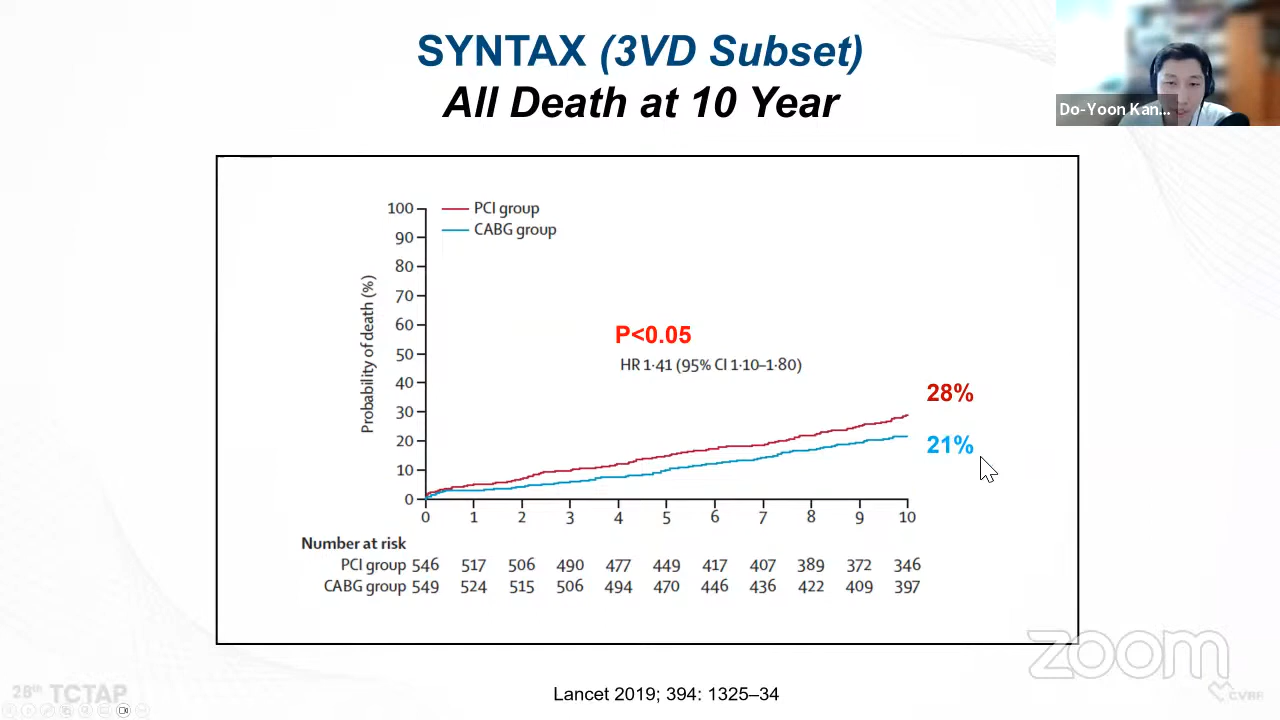 SYNTAX (3VD Subset)
All Death at 10 Year
Do-Yoon Kan...
100
90
80
70
60
50
40
30
20
10
0
Probability of death (%)
PCI group
CABG group
P<0.05
HR 1·41 (95% CI 1·10–1·80)
28%
21%
0 1 2 3 4 5 6 7 8 9 10
Number at risk
PCI group 546 517 506 490 477 449 417 407 389 372 346
CABG group 549 524 515 506 494 470 446 436 422 409 397
zoom
28th TCTAP
Lancet 2019; 394: 1325–34
CVRF